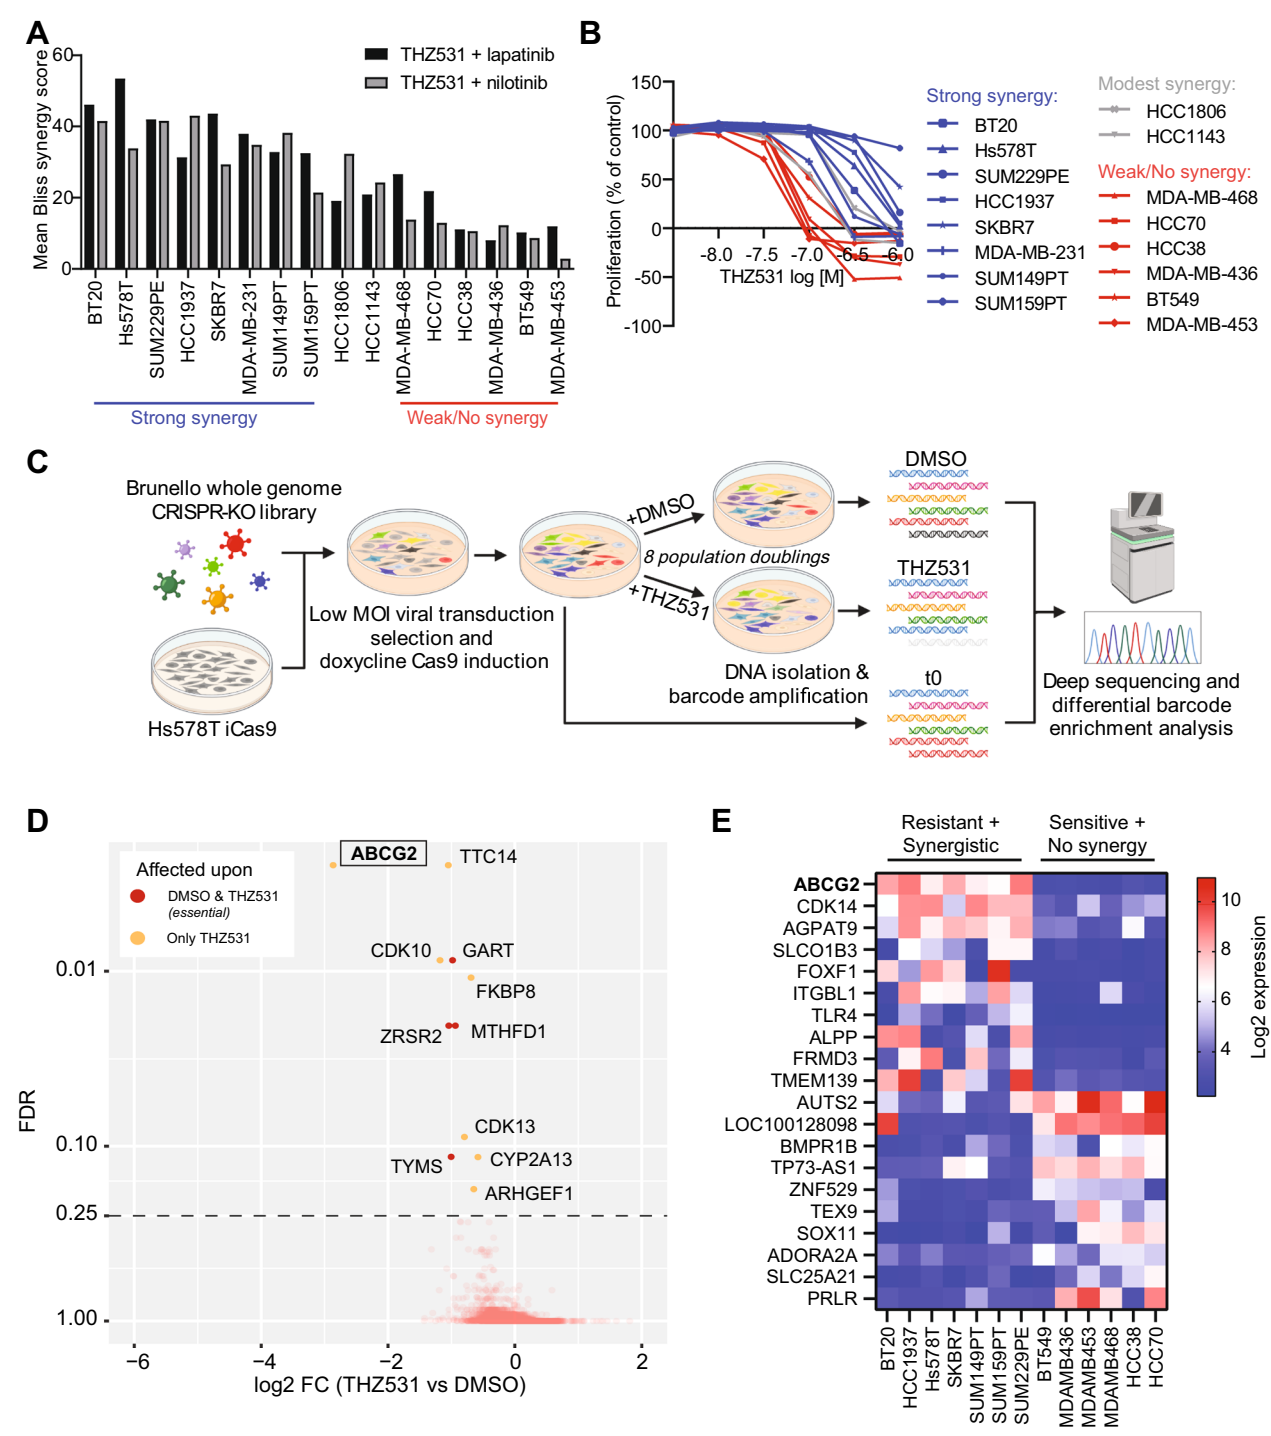 A
Mean Bliss synergy score
60
40
20
0
THZ531 + lapatinib
THZ531 + nilotinib
BT20
Hs578T
SUM229PE
HCC1937
SKBR7
MDA-MB-231
SUM149PT
SUM159PT
HCC1806
HCC1143
MDA-MB-468
HCC70
HCC38
MDA-MB-436
BT549
MDA-MB-453
Strong synergy
Weak/No synergy
B
Proliferation (% of control)
150
100
50
0
-50
-100
-8.0
-7.5
-7.0
-6.5
-6.0
THZ531 log [M]
Strong synergy:
BT20
Hs578T
SUM229PE
HCC1937
SKBR7
MDA-MB-231
SUM149PT
SUM159PT
Modest synergy:
HCC1806
HCC1143
Weak/No synergy:
MDA-MB-468
HCC70
HCC38
MDA-MB-436
BT549
MDA-MB-453
C
Brunello whole genome
CRISPR-KO library
Hs578T iCas9
Low MOI viral transduction
selection and
doxycline Cas9 induction
+DMSO
8 population doublings
+THZ531
DMSO
THZ531
DNA isolation &
barcode amplification
t0
Deep sequencing and
differential barcode
enrichment analysis
D
Affected upon
DMSO & THZ531
(essential)
Only THZ531
ABCG2
TTC14
CDK10
GART
FKBP8
ZRSR2
MTHFD1
CDK13
TYMS
CYP2A13
ARHGEF1
FDR
0.01
0.10
0.25
1.00
−6
−4
−2
0
2
log2 FC (THZ531 vs DMSO)
E
Resistant +
Synergistic
Sensitive +
No synergy
ABCG2
CDK14
AGPAT9
SLCO1B3
FOXF1
ITGBL1
TLR4
ALPP
FRMD3
TMEM139
AUTS2
LOC100128098
BMPR1B
TP73-AS1
ZNF529
TEX9
SOX11
ADORA2A
SLC25A21
PRLR
BT20
HCC1937
Hs578T
SKBR7
SUM149PT
SUM159PT
SUM229PE
BT549
MDAMB436
MDAMB453
MDAMB468
HCC38
HCC70
10
8
6
4
Log2 expression